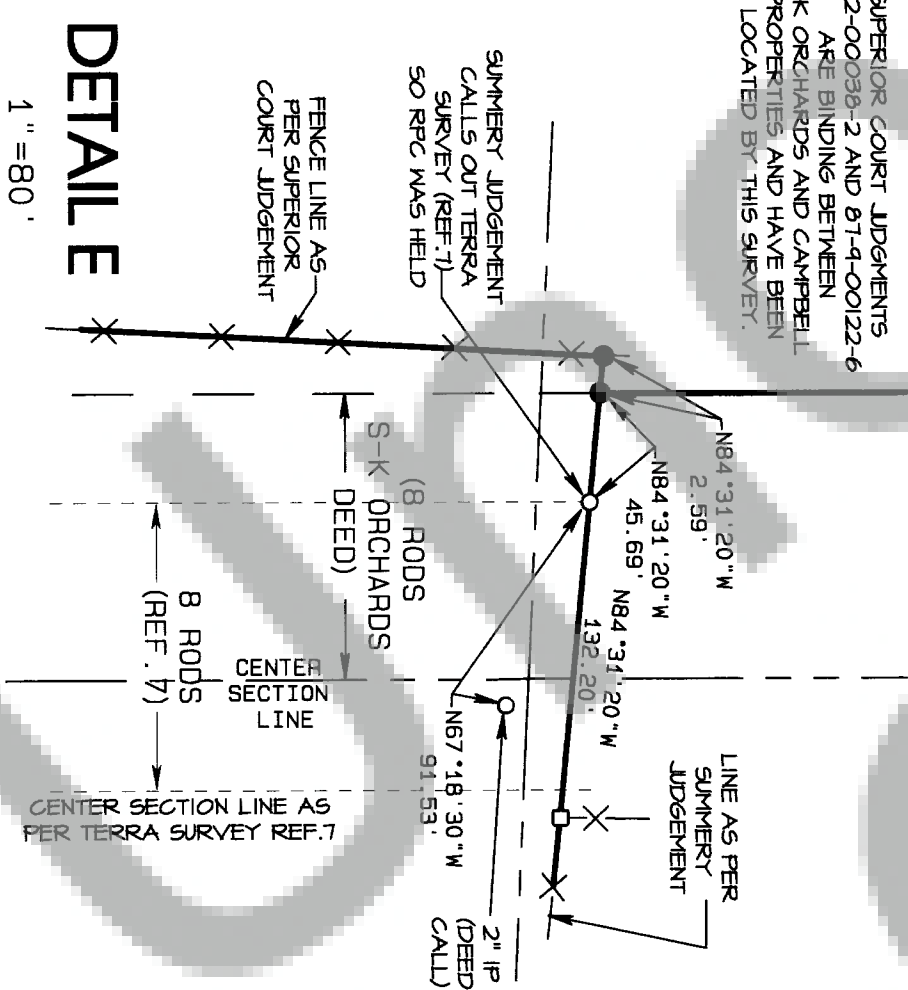 SUPERIOR COURT JUDGMENTS
2-00038-2 AND 87-9-00122-6
ARE BINDING BETWEEN
K ORCHARDS AND CAMPBELL
PROPERTIES AND HAVE BEEN
LOCATED BY THIS SURVEY.
SUMMERY JUDGEMENT
CALLS OUT TERRA
SURVEY (REF.7)
SO RPC WAS HELD
FENCE LINE AS
PER SUPERIOR
COURT JUDGEMENT
DETAIL E
1"=80'
N84°31'20"W
2.59'
N84°31'20"W
45.69'
N84°31'20"W
132.20'
(8 RODS
S-K ORCHARDS
DEED)
8 RODS
(REF. 7)
CENTER
SECTION
LINE
N67°18'30"W
91.53'
LINE AS PER
SUMMERY
JUDGEMENT
CENTER SECTION LINE AS
PER TERRA SURVEY REF.7
2" IP
(DEED
CALL)